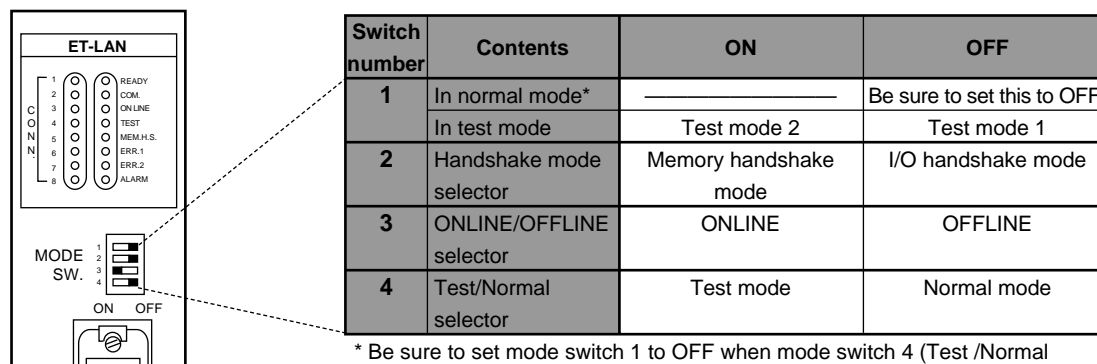 ET-LAN
CONN.
1 READY
2 COM.
3 ONLINE
4 TEST
5 MEM.H.S.
6 ERR.1
7 ERR.2
8 ALARM
MODE SW.
1
2
3
4
ON OFF
Switch number Contents ON OFF
1 In normal mode* ————————— Be sure to set this to OFF
In test mode Test mode 2 Test mode 1
2 Handshake mode selector Memory handshake mode I/O handshake mode
3 ONLINE/OFFLINE selector ONLINE OFFLINE
4 Test/Normal selector Test mode Normal mode
* Be sure to set mode switch 1 to OFF when mode switch 4 (Test /Normal